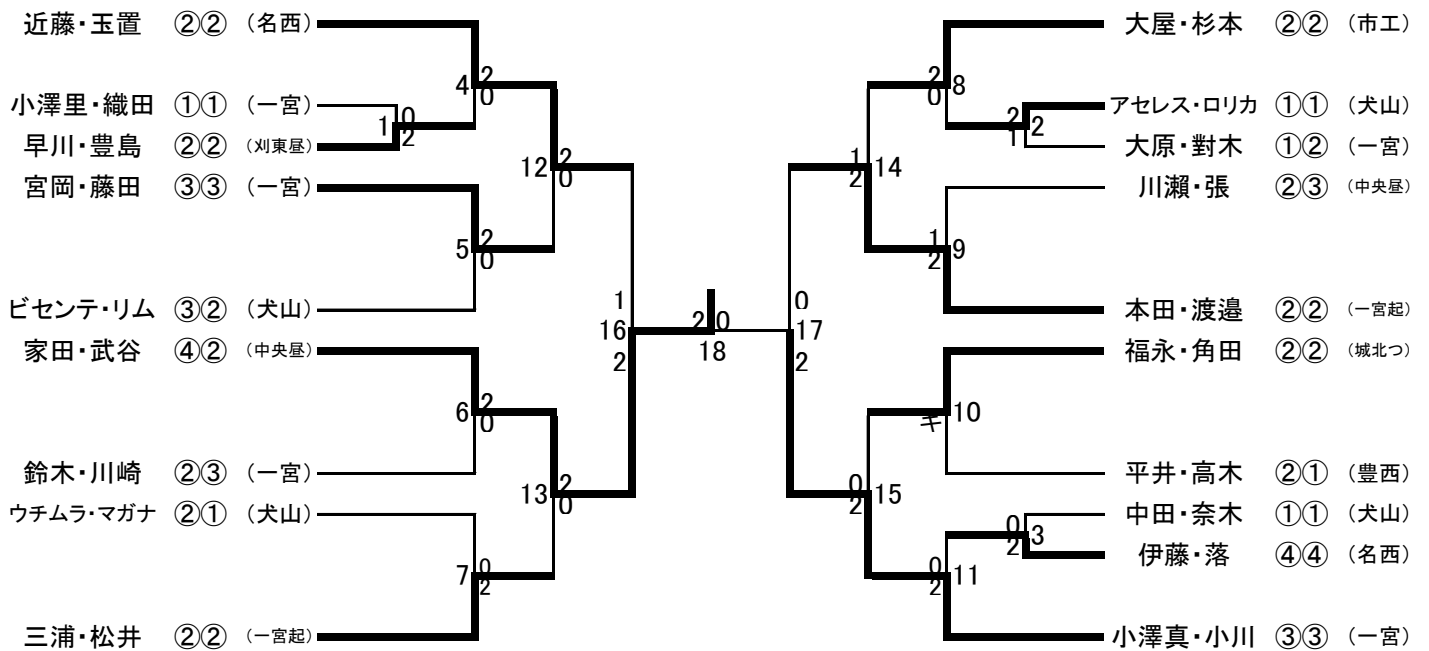 近藤・玉置 ②② （名西）
小澤里・織田 ①① （一宮）
早川・豊島 ②② （刈東昼）
宮岡・藤田 ③③ （一宮）
ビセンテ・リム ③② （犬山）
家田・武谷 ④② （中央昼）
鈴木・川崎 ②③ （一宮）
ウチムラ・マガナ ②① （犬山）
三浦・松井 ②② （一宮起）
1 0 2
4 2 0
5 2 0
6 2 0
7 0 2
12 2 0
13 2 0
1
16
2
2 0
18
0
17
2
1 14 2
0 15 2
2 8 0
1 9 2
10 キ
0 11 2
2 2 1
0 3 2
大屋・杉本 ②② （市工）
アセレス・ロリカ ①① （犬山）
大原・對木 ①② （一宮）
川瀨・張 ②③ （中央昼）
本田・渡邉 ②② （一宮起）
福永・角田 ②② （城北つ）
平井・高木 ②① （豊西）
中田・奈木 ①① （犬山）
伊藤・落 ④④ （名西）
小澤真・小川 ③③ （一宮）